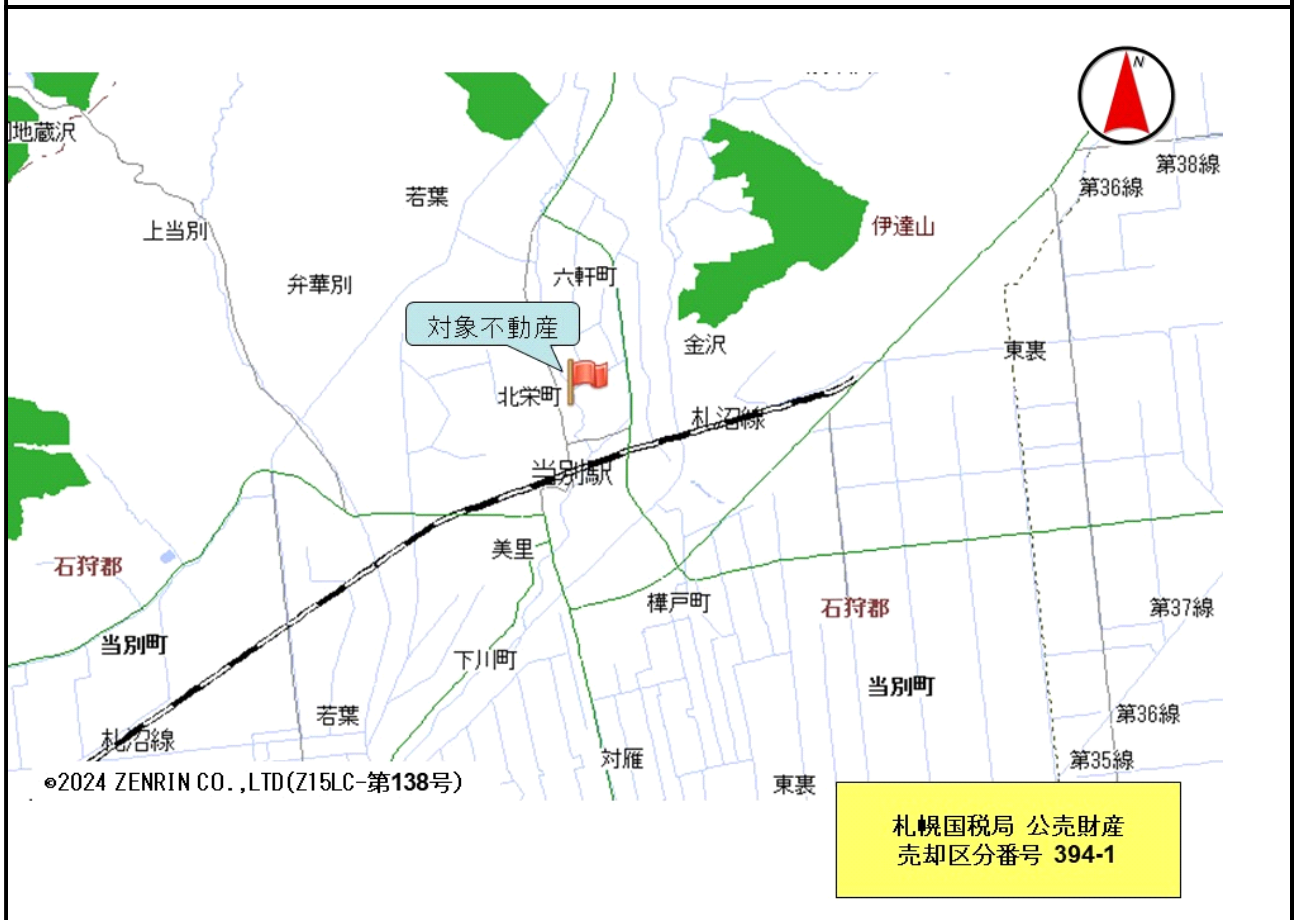 N
地蔵沢
第38線
第36線
若葉
上当別
伊達山
六軒町
弁華別
対象不動産
金沢
東裏
北栄町
札沼線
当別駅
美里
石狩郡
樺戸町
石狩郡
第37線
当別町
下川町
当別町
若葉
第36線
札沼線
対雁
第35線
東裏
©2024 ZENRIN CO.,LTD(Z15LC-第138号)
札幌国税局 公売財産
売却区分番号 394-1